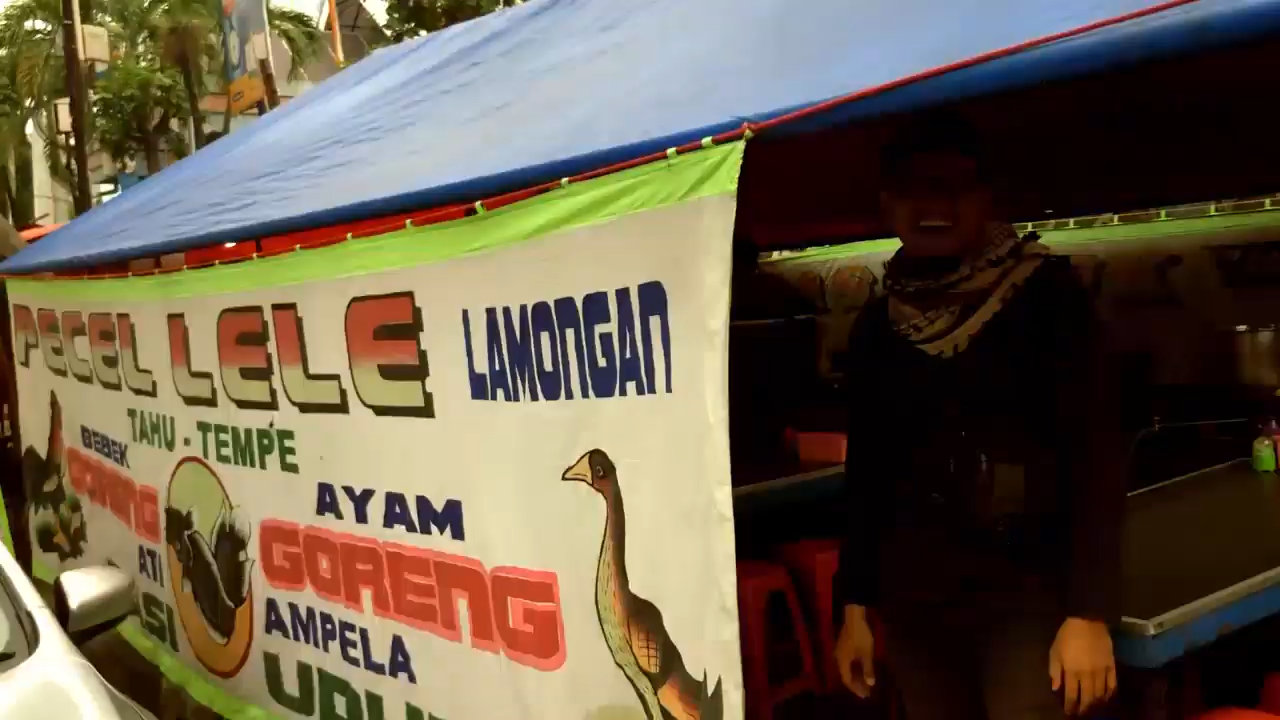 PECEL LELE LAMONGAN
TAHU - TEMPE
BEBEK GORENG
AYAM GORENG
ATI AMPELA